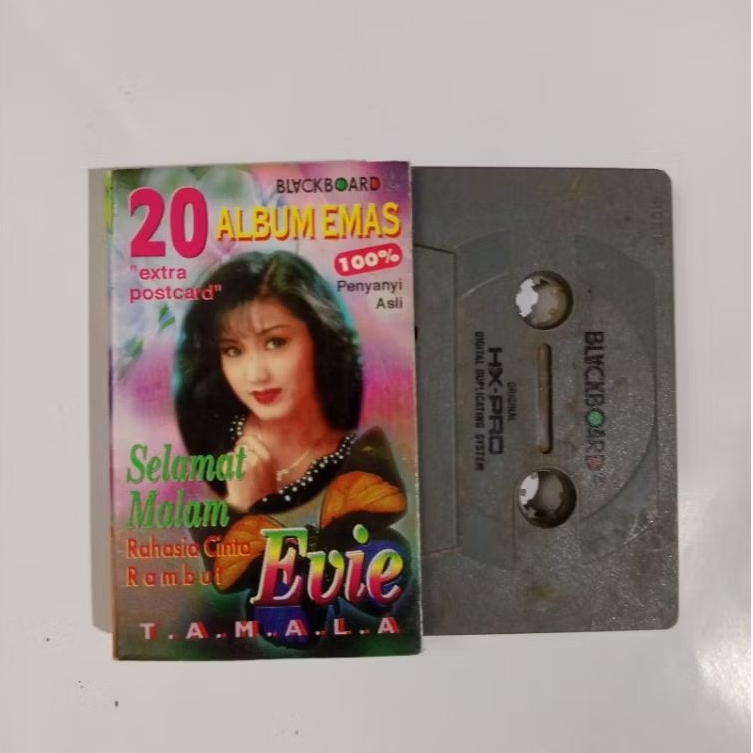 BLACKBOARD
20 ALBUM EMAS
"extra
postcard"
100%
Penyanyi
Asli
Selamat
Malam
Rahasia Cinta
Rambut
Evie
T.A.M.A.L.A
BLACKBOARD
ORIGINAL
HX-PRO
DIGITAL DUPLICATING SYSTEM